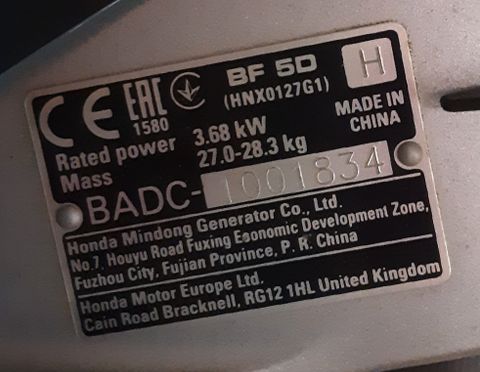 CE EAC BF 5D H
1580 (HNX0127G1)
Rated power 3.68 kW MADE IN
Mass 27.0-28.3 kg CHINA
BADC-1001834
Honda Mindong Generator Co., Ltd.
No.7, Houyu Road Fuxing Economic Development Zone,
Fuzhou City, Fujian Province, P. R. China
Honda Motor Europe Ltd.
Cain Road Bracknell, RG12 1HL United Kingdom